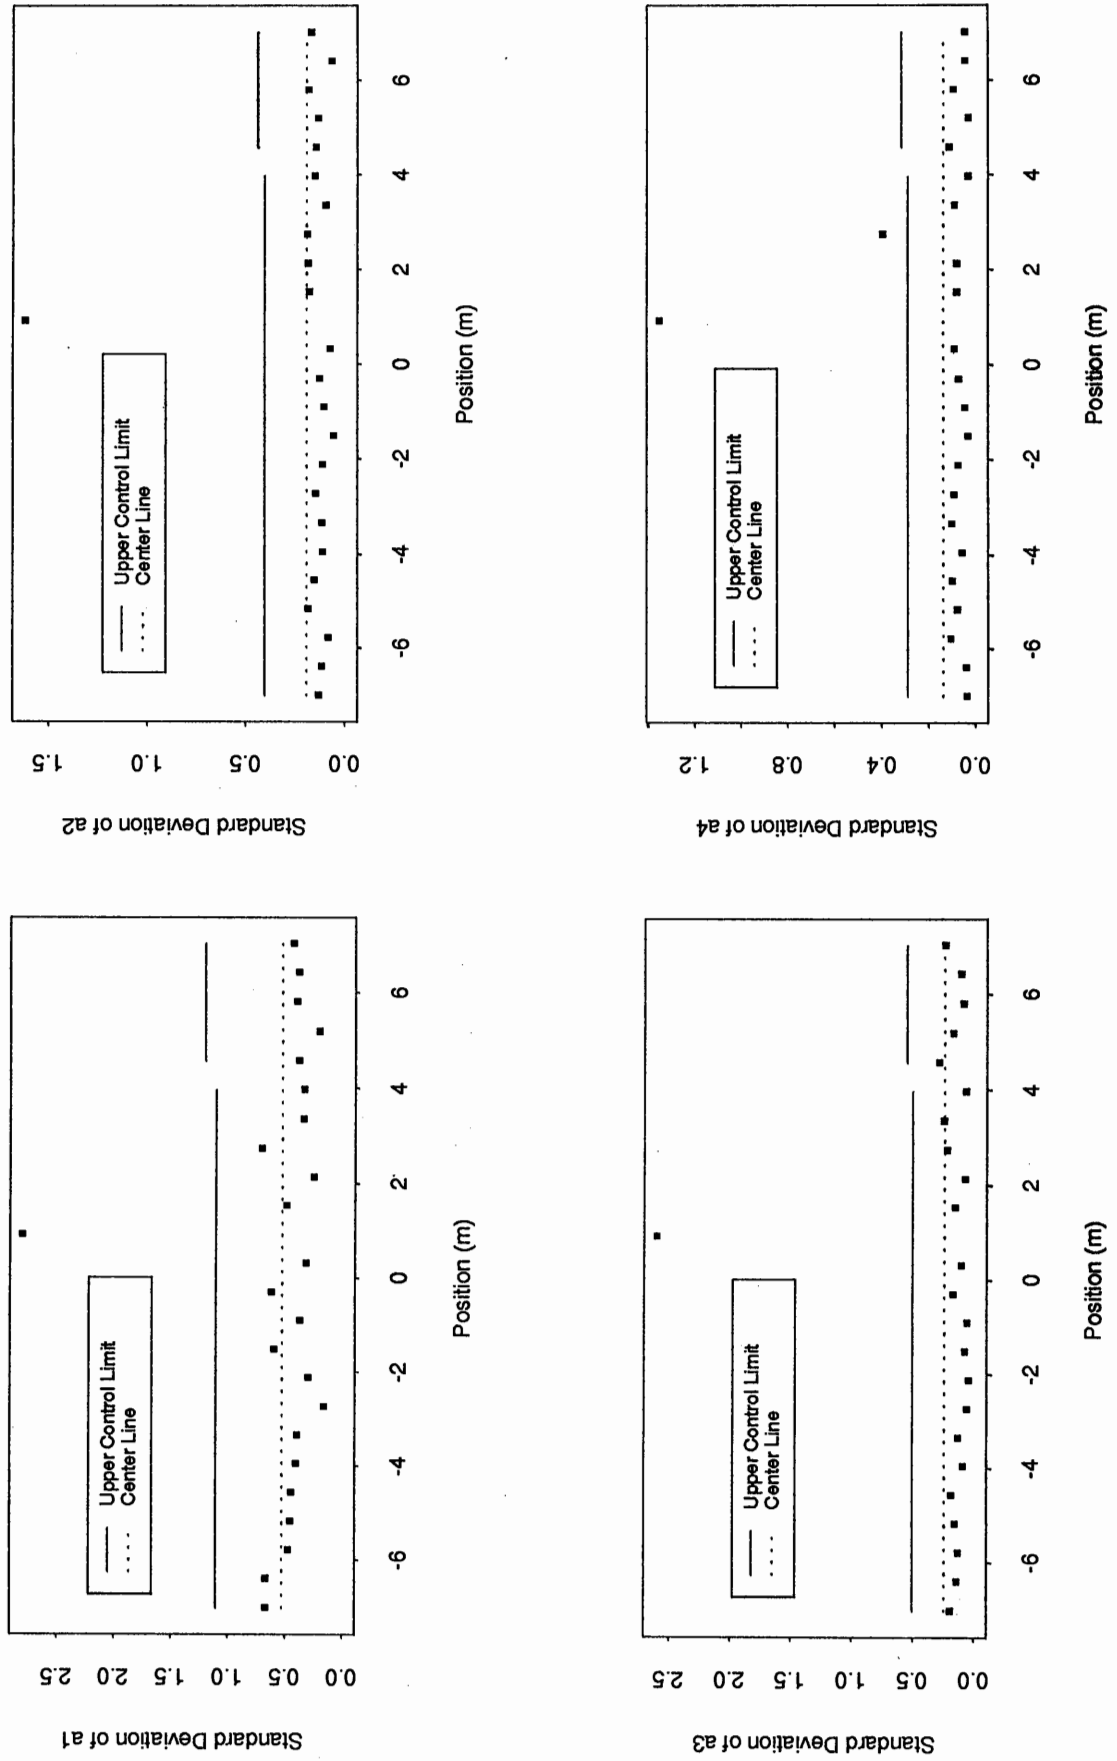 Standard Deviation of a1
0.0 0.5 1.0 1.5 2.0 2.5
Upper Control Limit
Center Line
-6 -4 -2 0 2 4 6
Position (m)
Standard Deviation of a2
0.0 0.5 1.0 1.5
Upper Control Limit
Center Line
-6 -4 -2 0 2 4 6
Position (m)
Standard Deviation of a3
0.0 0.5 1.0 1.5 2.0 2.5
Upper Control Limit
Center Line
-6 -4 -2 0 2 4 6
Position (m)
Standard Deviation of a4
0.0 0.4 0.8 1.2
Upper Control Limit
Center Line
-6 -4 -2 0 2 4 6
Position (m)